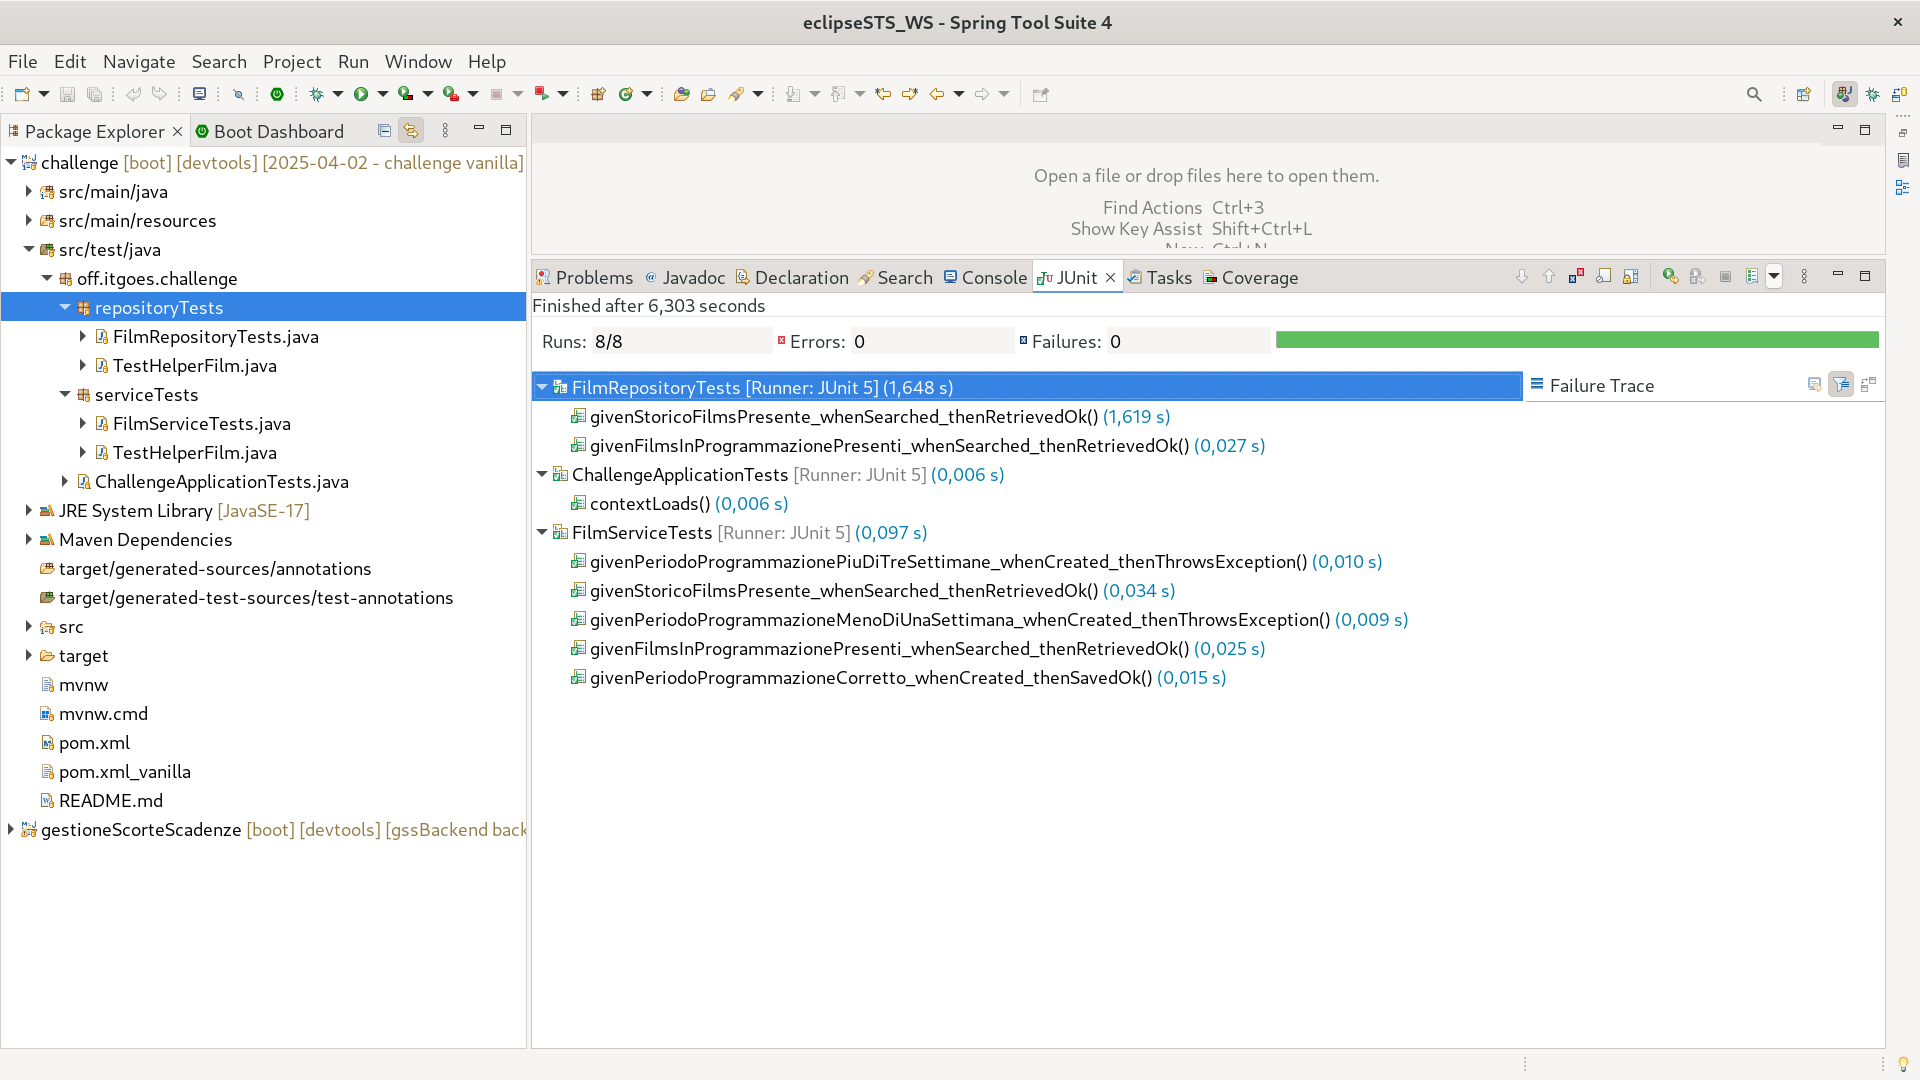 eclipseSTS_WS - Spring Tool Suite 4
File Edit Navigate Search Project Run Window Help
Package Explorer
Boot Dashboard
challenge [boot] [devtools] [2025-04-02 - challenge vanilla]
src/main/java
src/main/resources
src/test/java
off.itgoes.challenge
repositoryTests
FilmRepositoryTests.java
TestHelperFilm.java
serviceTests
FilmServiceTests.java
TestHelperFilm.java
ChallengeApplicationTests.java
JRE System Library [JavaSE-17]
Maven Dependencies
target/generated-sources/annotations
target/generated-test-sources/test-annotations
src
target
mvnw
mvnw.cmd
pom.xml
pom.xml_vanilla
README.md
gestioneScorteScadenze [boot] [devtools] [gssBackend back
Open a file or drop files here to open them.
Find Actions Ctrl+3
Show Key Assist Shift+Ctrl+L
New Ctrl+N
Problems Javadoc Declaration Search Console JUnit Tasks Coverage
Finished after 6,303 seconds
Runs: 8/8 Errors: 0 Failures: 0
FilmRepositoryTests [Runner: JUnit 5] (1,648 s)
givenStoricoFilmsPresente_whenSearched_thenRetrievedOk() (1,619 s)
givenFilmsInProgrammazionePresenti_whenSearched_thenRetrievedOk() (0,027 s)
ChallengeApplicationTests [Runner: JUnit 5] (0,006 s)
contextLoads() (0,006 s)
FilmServiceTests [Runner: JUnit 5] (0,097 s)
givenPeriodoProgrammazionePiuDiTreSettimane_whenCreated_thenThrowsException() (0,010 s)
givenStoricoFilmsPresente_whenSearched_thenRetrievedOk() (0,034 s)
givenPeriodoProgrammazioneMenoDiUnaSettimana_whenCreated_thenThrowsException() (0,009 s)
givenFilmsInProgrammazionePresenti_whenSearched_thenRetrievedOk() (0,025 s)
givenPeriodoProgrammazioneCorretto_whenCreated_thenSavedOk() (0,015 s)
Failure Trace